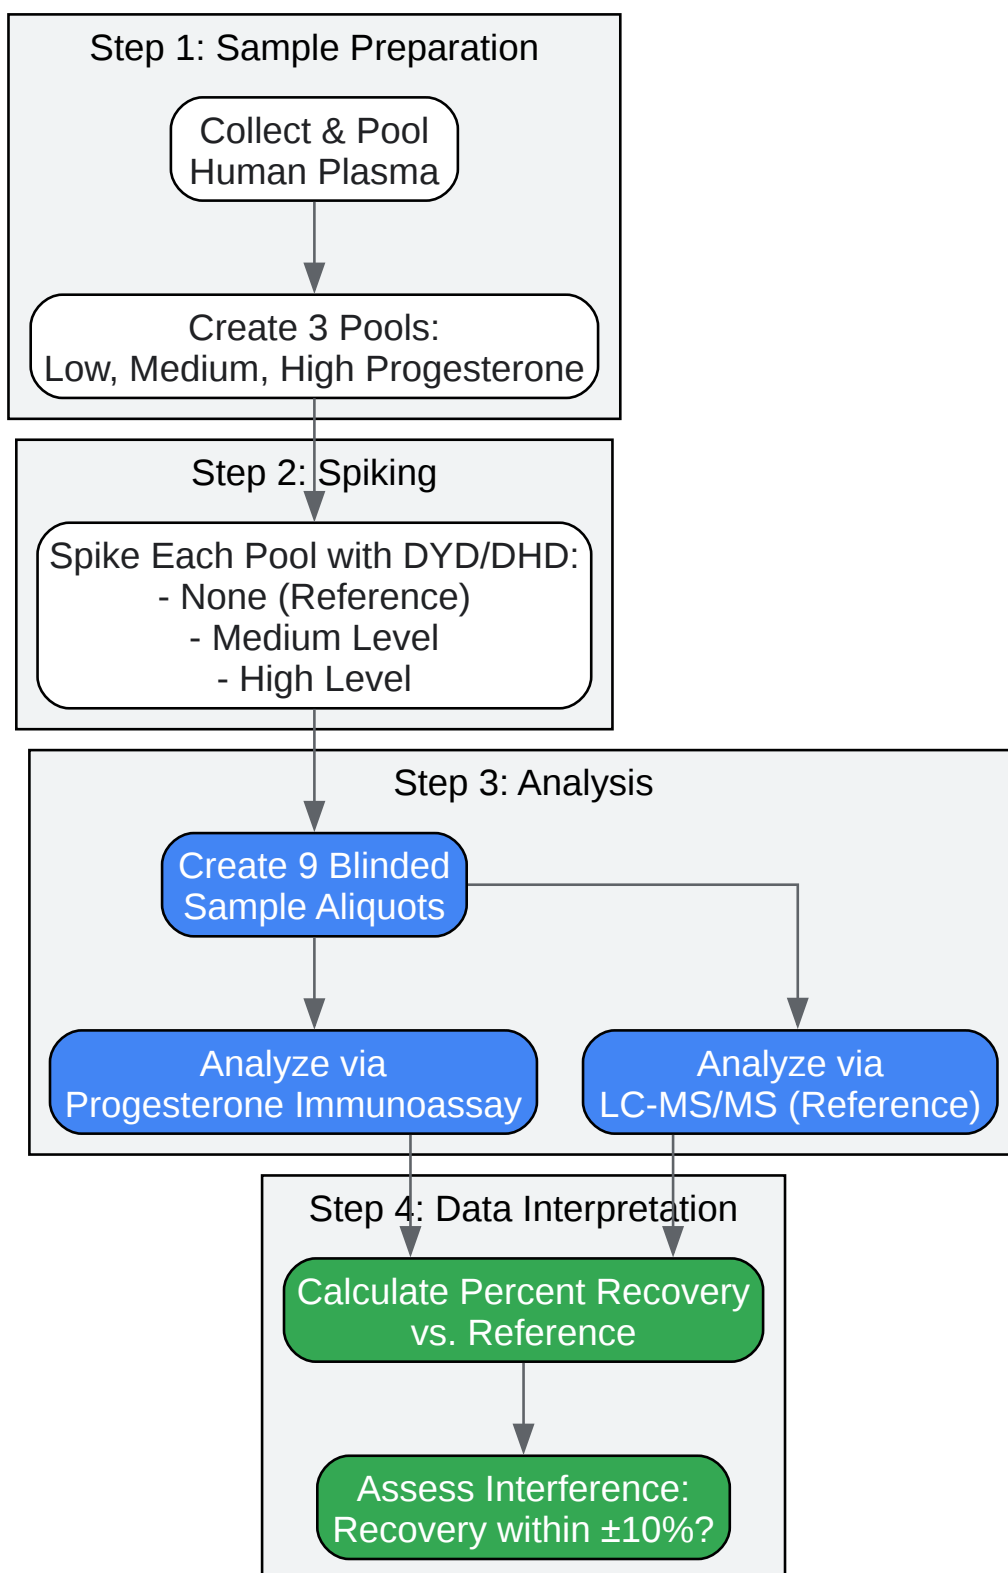 Step 1: Sample Preparation
Collect & Pool
Human Plasma
Create 3 Pools:
Low, Medium, High Progesterone
Step 2: Spiking
Spike Each Pool with DYD/DHD:
- None (Reference)
- Medium Level
- High Level
Step 3: Analysis
Create 9 Blinded
Sample Aliquots
Analyze via
Progesterone Immunoassay
Analyze via
LC-MS/MS (Reference)
Step 4: Data Interpretation
Calculate Percent Recovery
vs. Reference
Assess Interference:
Recovery within ±10%?